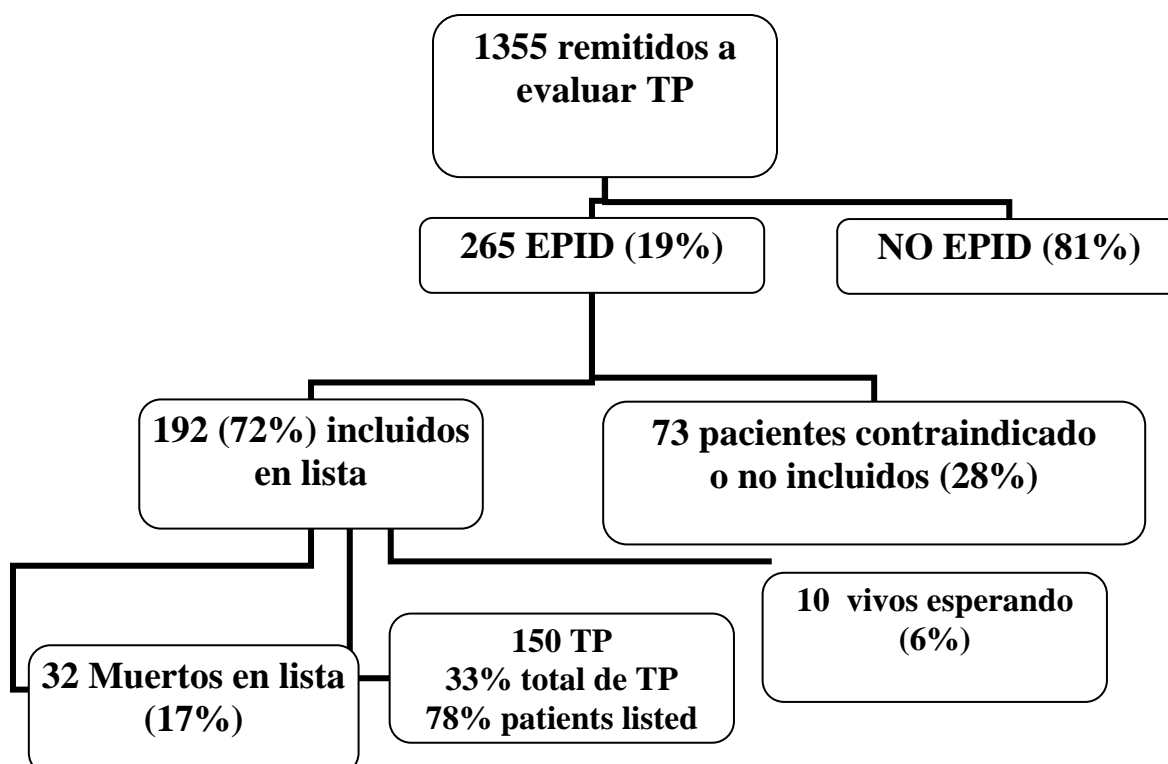 1355 remitidos a
evaluar TP
265 EPID (19%)
NO EPID (81%)
192 (72%) incluidos
en lista
73 pacientes contraindicado
o no incluidos (28%)
32 Muertos en lista
(17%)
150 TP
33% total de TP
78% patients listed
10 vivos esperando
(6%)